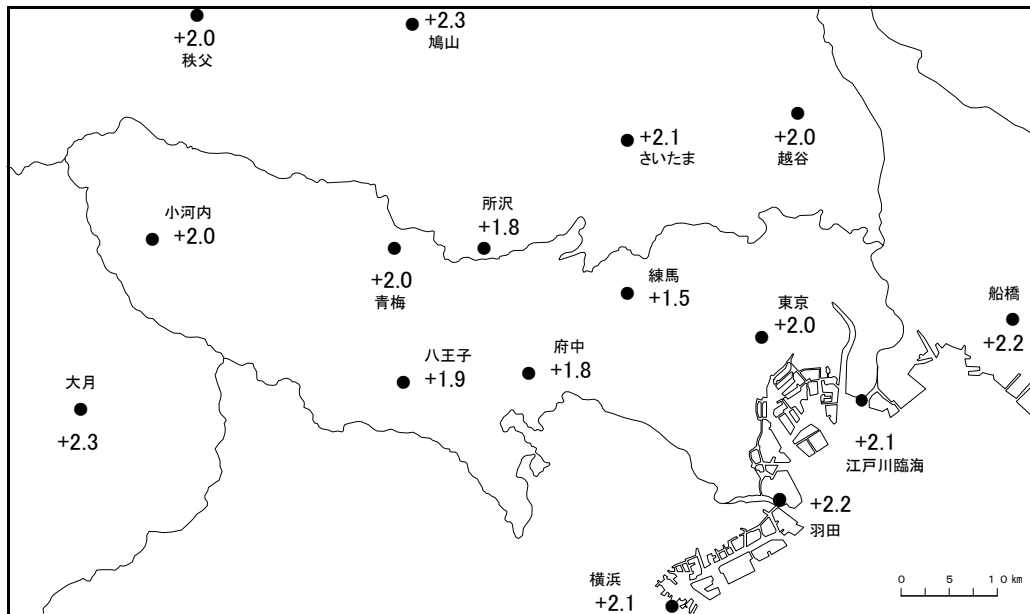 +2.0
秩父
+2.3
鳩山
+2.1
さいたま
+2.0
越谷
小河内
+2.0
所沢
+1.8
+2.0
青梅
練馬
+1.5
東京
+2.0
船橋
+2.2
大月
+2.3
八王子
+1.9
府中
+1.8
+2.1
江戸川臨海
+2.2
羽田
横浜
+2.1
0 5 10km